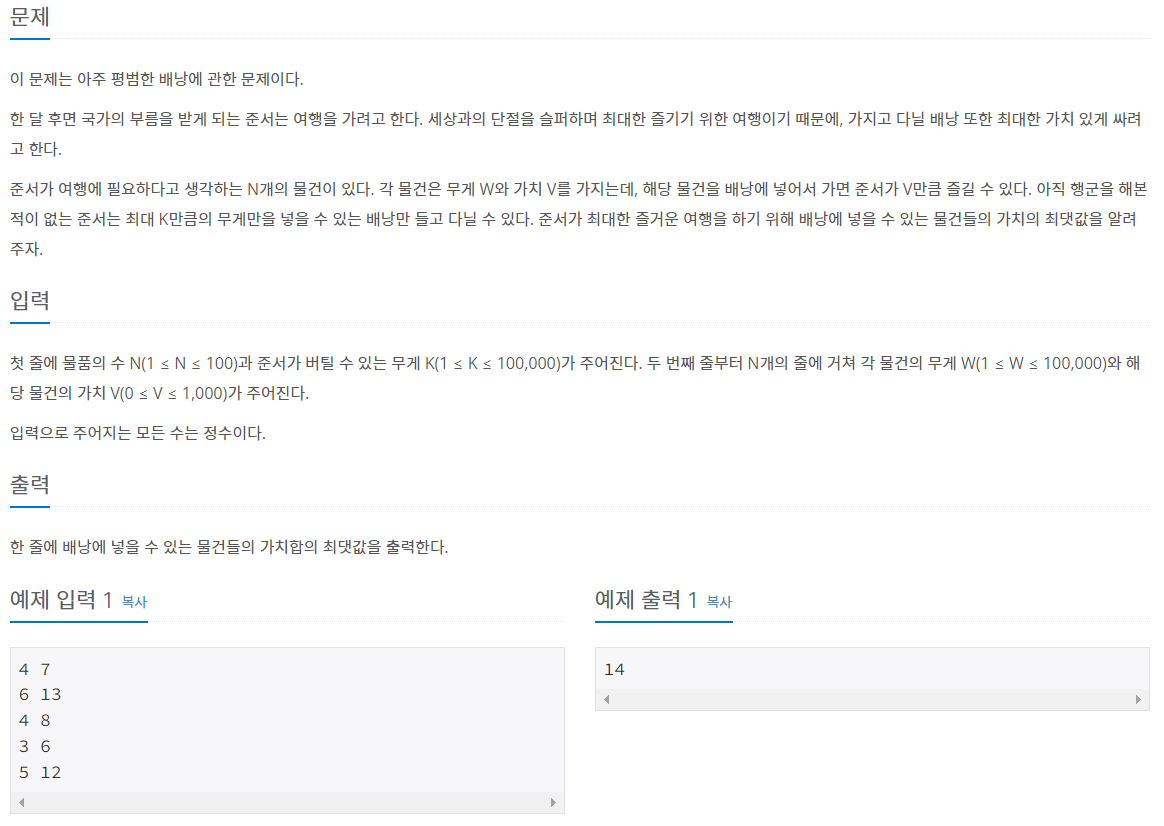 문제
이 문제는 아주 평범한 배낭에 관한 문제이다.
한 달 후면 국가의 부름을 받게 되는 준서는 여행을 가려고 한다. 세상과의 단절을 슬퍼하며 최대한 즐기기 위한 여행이기 때문에, 가지고 다닐 배낭 또한 최대한 가치 있게 싸려
고 한다.
준서가 여행에 필요하다고 생각하는 N개의 물건이 있다. 각 물건은 무게 W와 가치 V를 가지는데, 해당 물건을 배낭에 넣어서 가면 준서가 V만큼 즐길 수 있다. 아직 행군을 해본
적이 없는 준서는 최대 K만큼의 무게만을 넣을 수 있는 배낭만 들고 다닐 수 있다. 준서가 최대한 즐거운 여행을 하기 위해 배낭에 넣을 수 있는 물건들의 가치의 최댓값을 알려
주자.
입력
첫 줄에 물품의 수 N(1 ≤ N ≤ 100)과 준서가 버틸 수 있는 무게 K(1 ≤ K ≤ 100,000)가 주어진다. 두 번째 줄부터 N개의 줄에 거쳐 각 물건의 무게 W(1 ≤ W ≤ 100,000)와 해
당 물건의 가치 V(0 ≤ V ≤ 1,000)가 주어진다.
입력으로 주어지는 모든 수는 정수이다.
출력
한 줄에 배낭에 넣을 수 있는 물건들의 가치합의 최댓값을 출력한다.
예제 입력 1 복사
4 7
6 13
4 8
3 6
5 12
예제 출력 1 복사
14